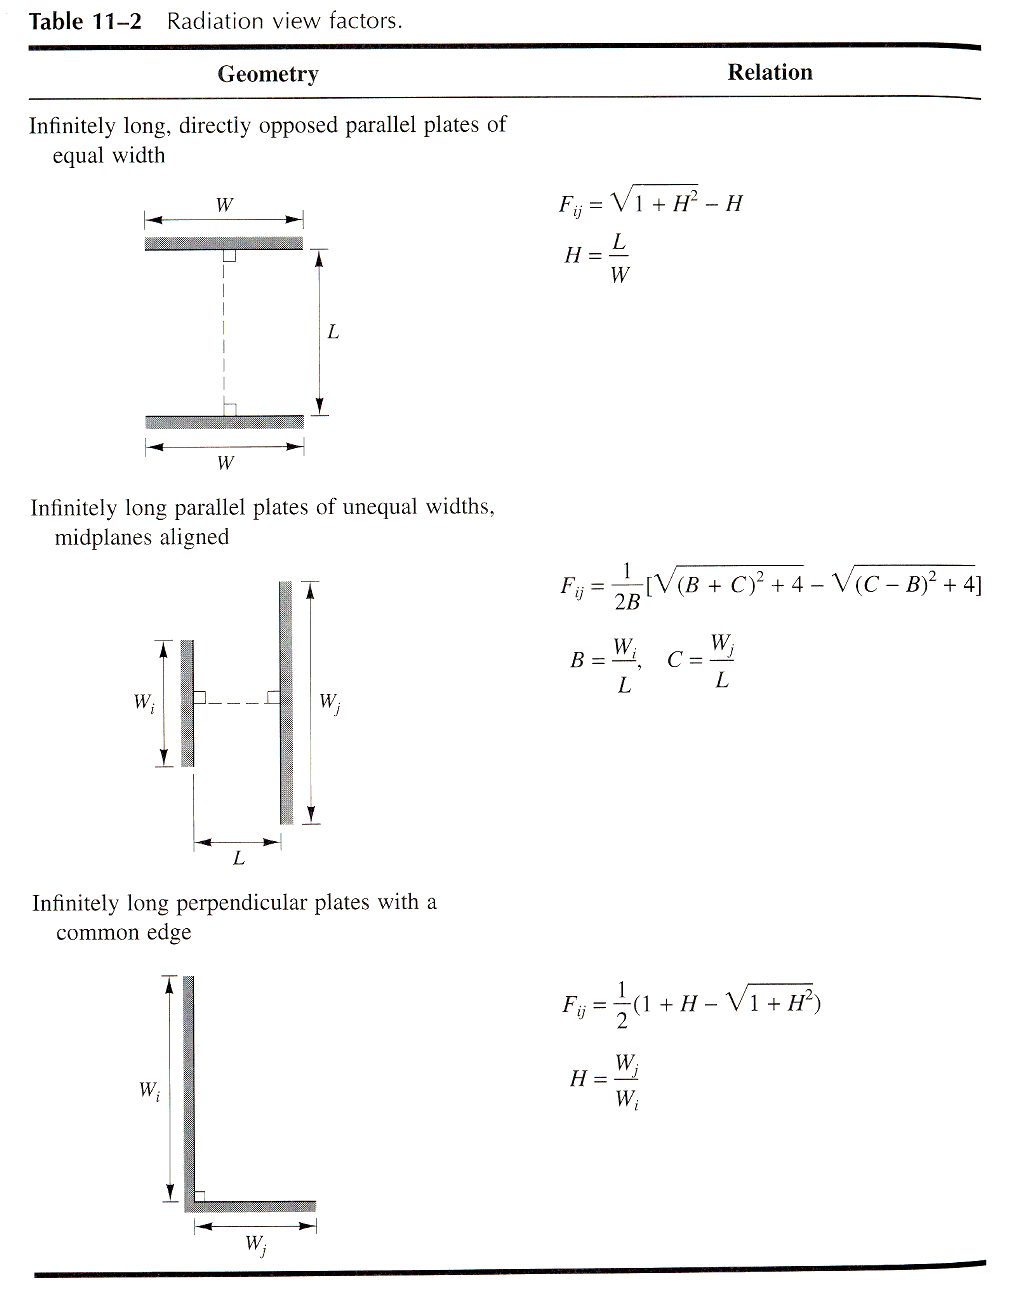 Table 11–2 Radiation view factors.
Geometry Relation
Infinitely long, directly opposed parallel plates of
equal width
W
L
W
F_ij = √(1 + H²) – H
H = L/W
Infinitely long parallel plates of unequal widths,
midplanes aligned
W_i
W_j
L
F_ij = 1/2B [√((B + C)² + 4) – √((C – B)² + 4)]
B = W_i/L, C = W_j/L
Infinitely long perpendicular plates with a
common edge
W_i
W_j
F_ij = 1/2 (1 + H – √(1 + H²))
H = W_j/W_i